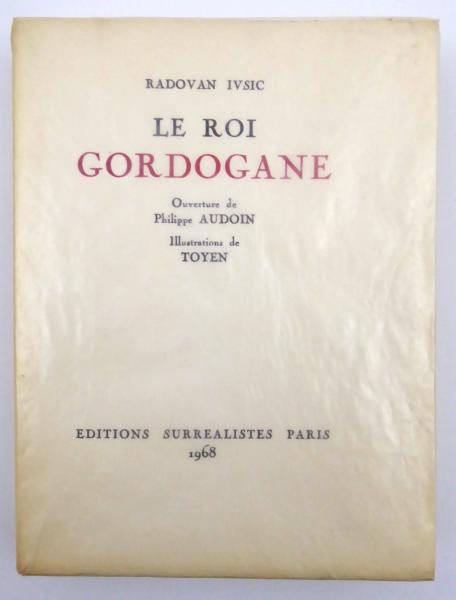 RADOVAN IVSIC
LE ROI
GORDOGANE
Ouverture de
Philippe AUDOIN
Illustrations de
TOYEN
EDITIONS SURREALISTES PARIS
1968